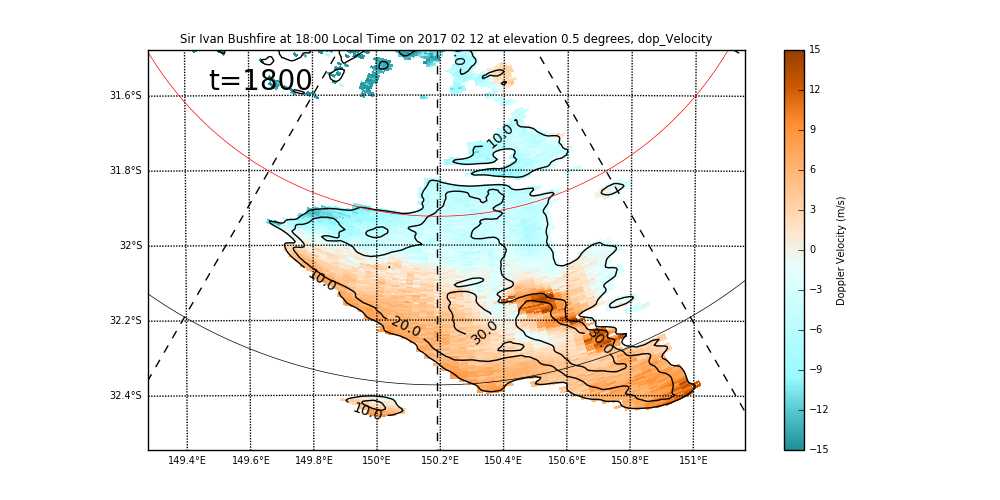 Sir Ivan Bushfire at 18:00 Local Time on 2017 02 12 at elevation 0.5 degrees, dop_Velocity
t=1800
31.6°S
31.8°S
32°S
32.2°S
32.4°S
149.4°E 149.6°E 149.8°E 150°E 150.2°E 150.4°E 150.6°E 150.8°E 151°E
10.0
10.0
20.0
30.0
10.0
15
12
9
6
3
0
−3
−6
−9
−12
−15
Doppler Velocity (m/s)